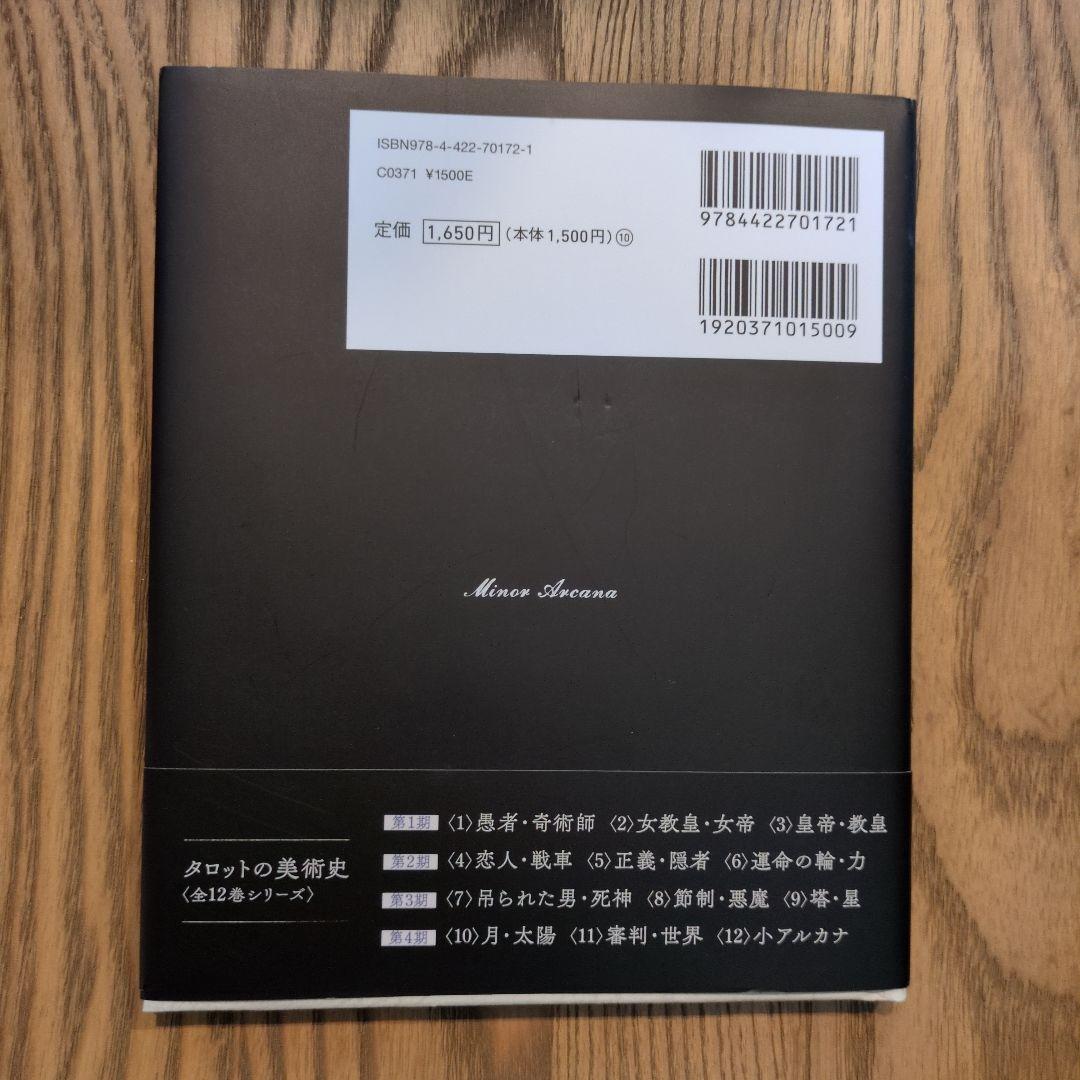 ISBN978-4-422-70172-1
C0371 ¥1500E
定価 1,650円 (本体1,500円)⑩
9784422701721
1920371015009
Minor Arcana
タロットの美術史
〈全12巻シリーズ〉
第1期 〈1〉愚者・奇術師 〈2〉女教皇・女帝 〈3〉皇帝・教皇
第2期 〈4〉恋人・戦車 〈5〉正義・隠者 〈6〉運命の輪・力
第3期 〈7〉吊られた男・死神 〈8〉節制・悪魔 〈9〉塔・星
第4期 〈10〉月・太陽 〈11〉審判・世界 〈12〉小アルカナ